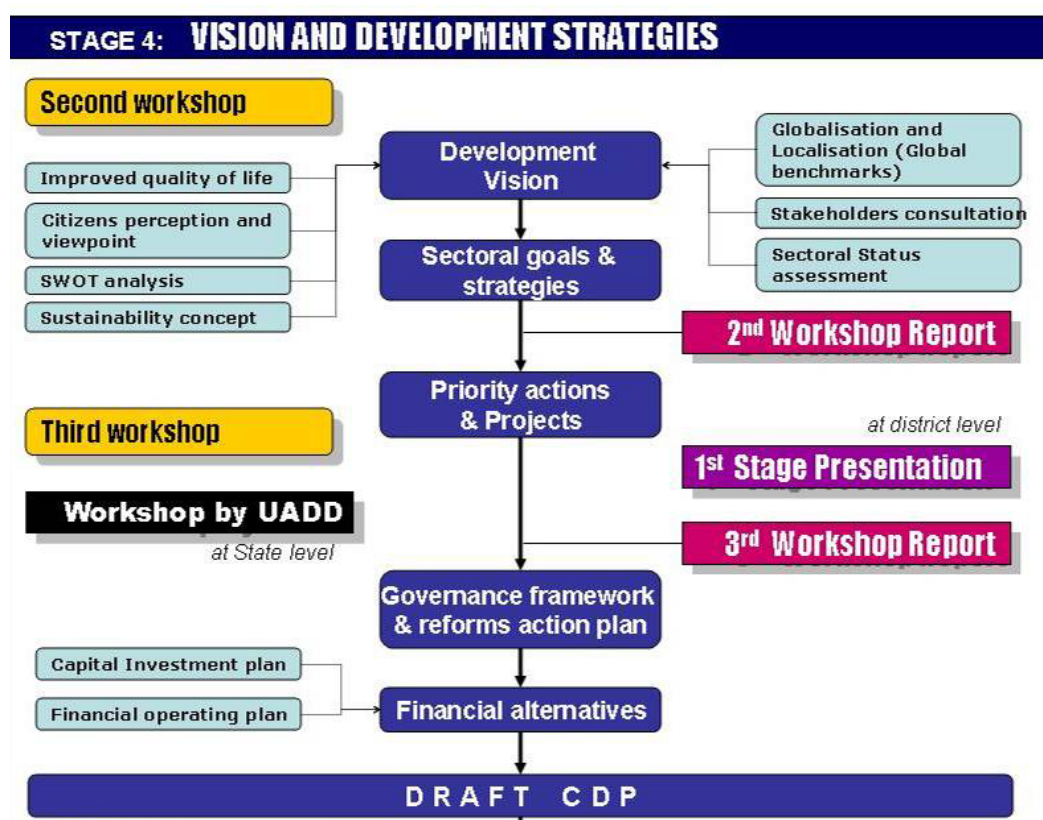 STAGE 4: VISION AND DEVELOPMENT STRATEGIES
Second workshop
Improved quality of life
Citizens perception and
viewpoint
SWOT analysis
Sustainability concept
Development
Vision
Globalisation and
Localisation (Global
benchmarks)
Stakeholders consultation
Sectoral Status
assessment
Sectoral goals &
strategies
2nd Workshop Report
Priority actions
& Projects
Third workshop
at district level
1st Stage Presentation
Workshop by UADD
at State level
3rd Workshop Report
Governance framework
& reforms action plan
Capital Investment plan
Financial operating plan
Financial alternatives
DRAFT CDP